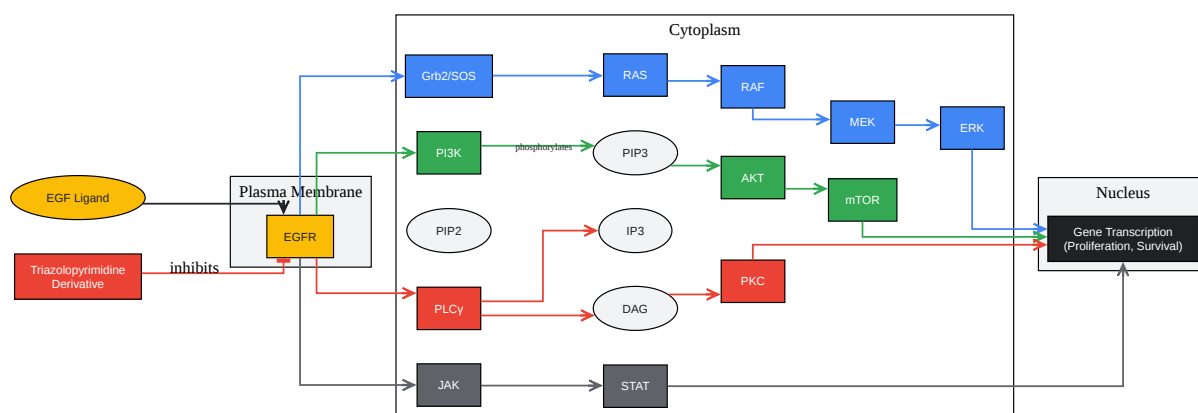 Cytoplasm
Grb2/SOS
RAS
RAF
MEK
ERK
PI3K
phosphorylates
PIP3
AKT
mTOR
EGF Ligand
Plasma Membrane
EGFR
PIP2
IP3
Nucleus
Gene Transcription
(Proliferation, Survival)
Triazolopyrimidine
Derivative
inhibits
PLCγ
DAG
PKC
JAK
STAT